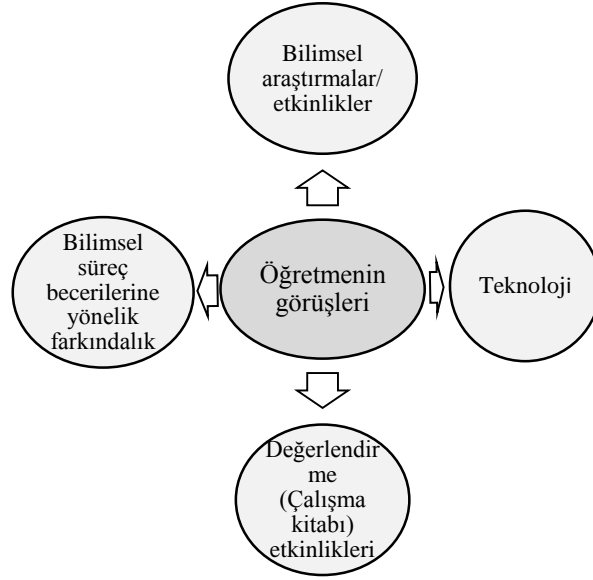 Bilimsel
araştırmalar/
etkinlikler
Bilimsel
süreç
becerilerine
yönelik
farkındalık
Öğretmenin
görüşleri
Teknoloji
Değerlendir
me
(Çalışma
kitabı)
etkinlikleri